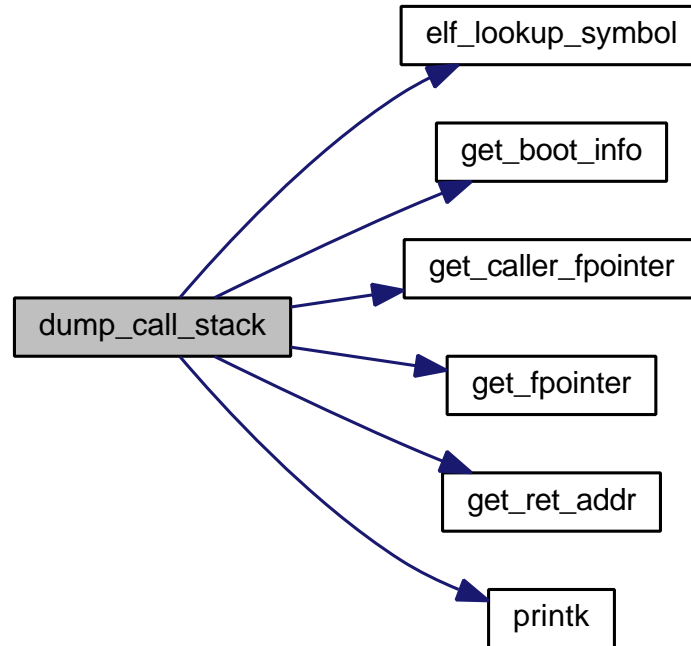 elf_lookup_symbol
get_boot_info
get_caller_fpointer
dump_call_stack
get_fpointer
get_ret_addr
printk